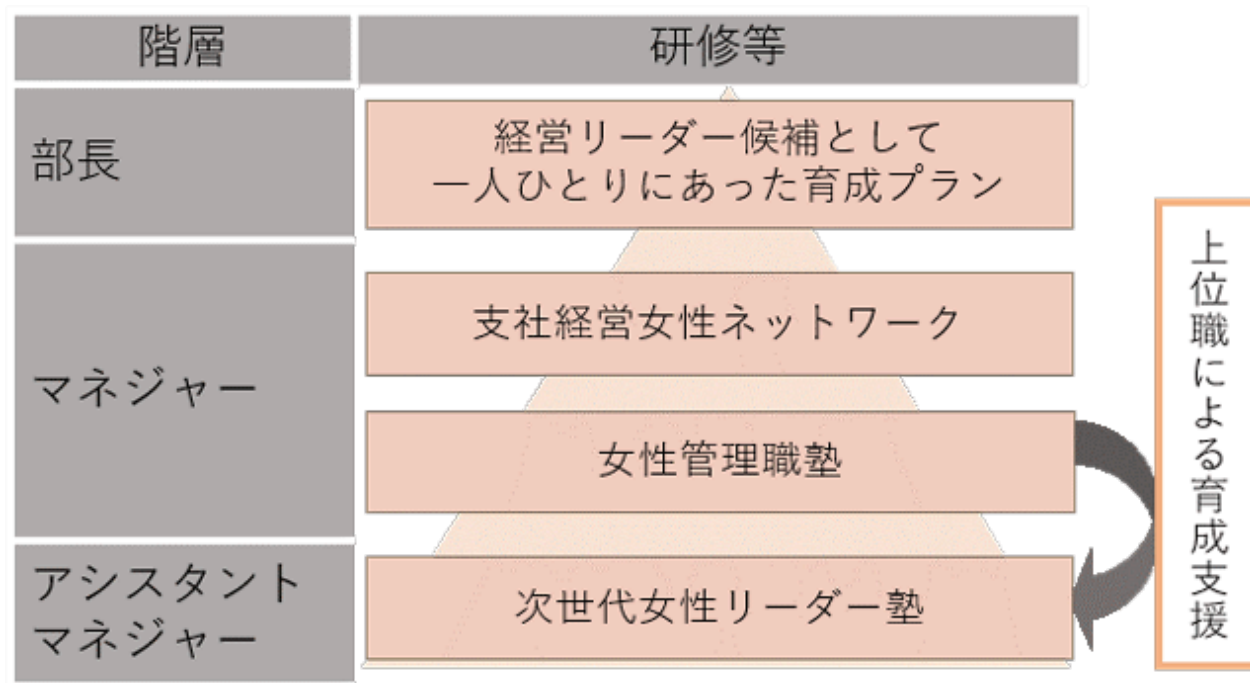 階層
研修等
部長
経営リーダー候補として
一人ひとりにあった育成プラン
マネジャー
支社経営女性ネットワーク
女性管理職塾
アシスタント
マネジャー
次世代女性リーダー塾
上位職による育成支援